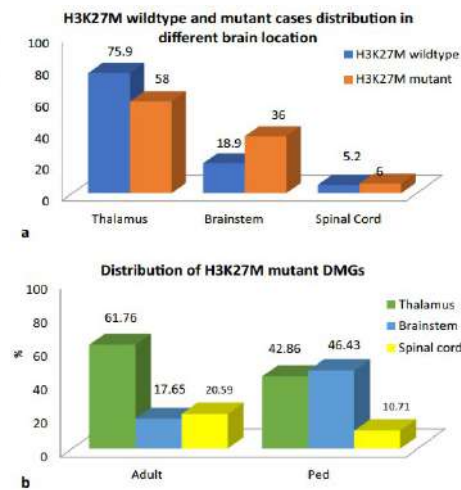 H3K27M wildtype and mutant cases distribution in
different brain location
100
80
60
40
20
0
75.9
58
18.9
36
5.2
6
H3K27M wildtype
H3K27M mutant
Thalamus
Brainstem
Spinal Cord
a
Distribution of H3K27M mutant DMGs
100
80
60
40
20
0
%
61.76
17.65
20.59
42.86
46.43
10.71
Thalamus
Brainstem
Spinal cord
Adult
Ped
b